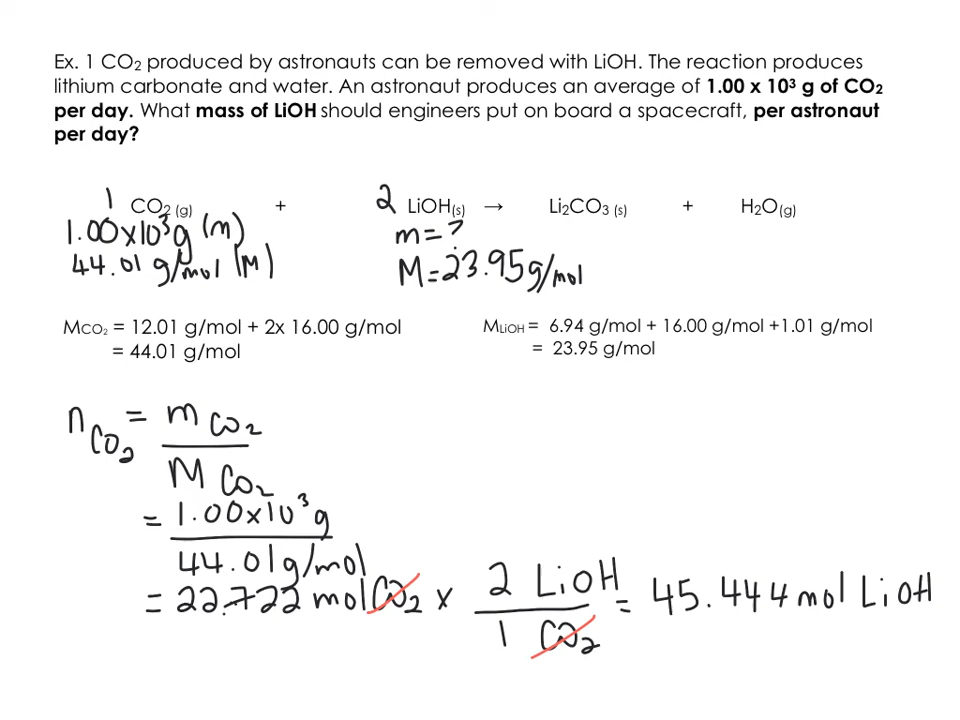 Ex. 1 CO₂ produced by astronauts can be removed with LiOH. The reaction produces
lithium carbonate and water. An astronaut produces an average of 1.00 x 10³ g of CO₂
per day. What mass of LiOH should engineers put on board a spacecraft, per astronaut
per day?
1 CO₂ (g) + 2 LiOH(s) → Li₂CO₃ (s) + H₂O(g)
1.00x10³g (m) m=?
44.01 g/mol (M) M=23.95g/mol
Mco₂ = 12.01 g/mol + 2x 16.00 g/mol MLiOH = 6.94 g/mol + 16.00 g/mol +1.01 g/mol
= 44.01 g/mol = 23.95 g/mol
nCO₂ = mCO₂
MCO₂
= 1.00x10³g
44.01g/mol
= 22.722 molCO₂ x 2 LiOH = 45.444mol LiOH
1 CO₂